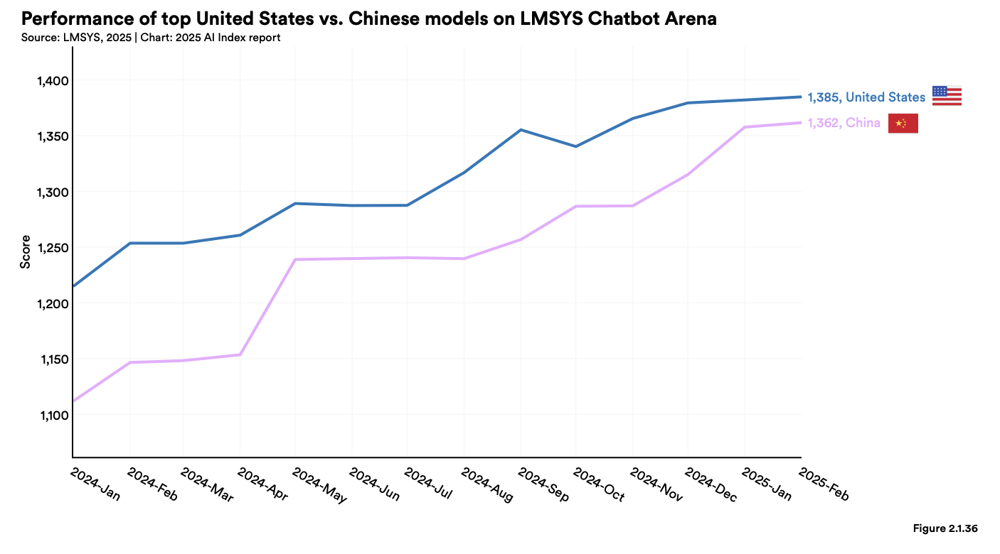 Performance of top United States vs. Chinese models on LMSYS Chatbot Arena
Source: LMSYS, 2025 | Chart: 2025 AI Index report
1,400
1,350
1,300
1,250
1,200
1,150
1,100
Score
1,385, United States
1,362, China
2024-Jan
2024-Feb
2024-Mar
2024-Apr
2024-May
2024-Jun
2024-Jul
2024-Aug
2024-Sep
2024-Oct
2024-Nov
2024-Dec
2025-Jan
2025-Feb
Figure 2.1.36